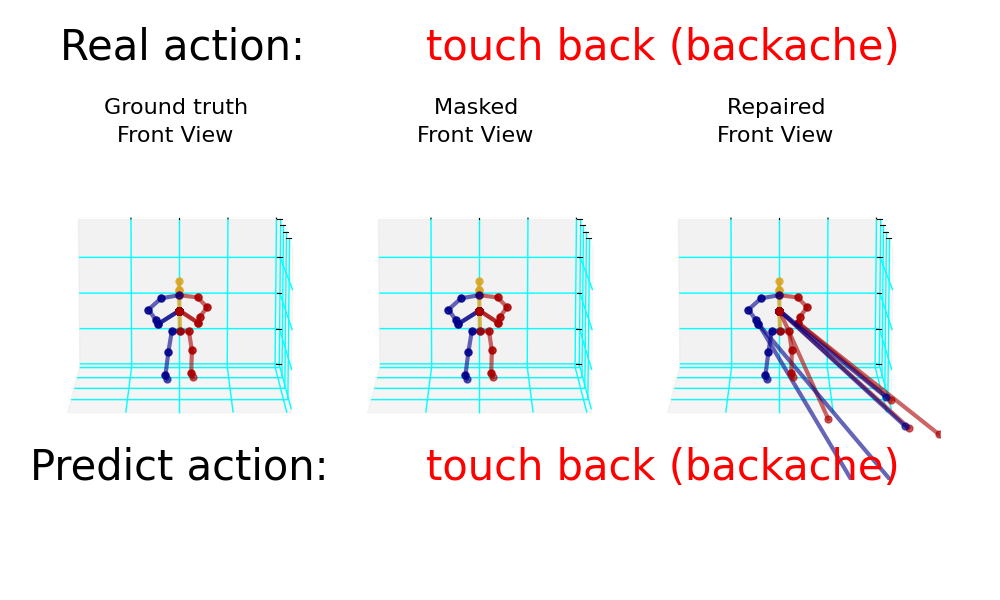 Real action: touch back (backache)
Ground truth Masked Repaired
Front View Front View Front View
Predict action: touch back (backache)